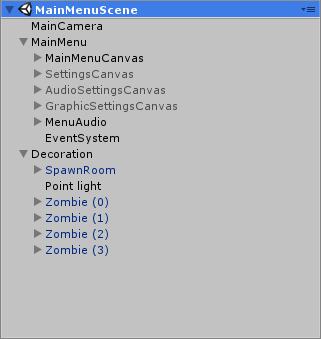 MainMenuScene
MainCamera
MainMenu
MainMenuCanvas
SettingsCanvas
AudioSettingsCanvas
GraphicSettingsCanvas
MenuAudio
EventSystem
Decoration
SpawnRoom
Point light
Zombie (0)
Zombie (1)
Zombie (2)
Zombie (3)